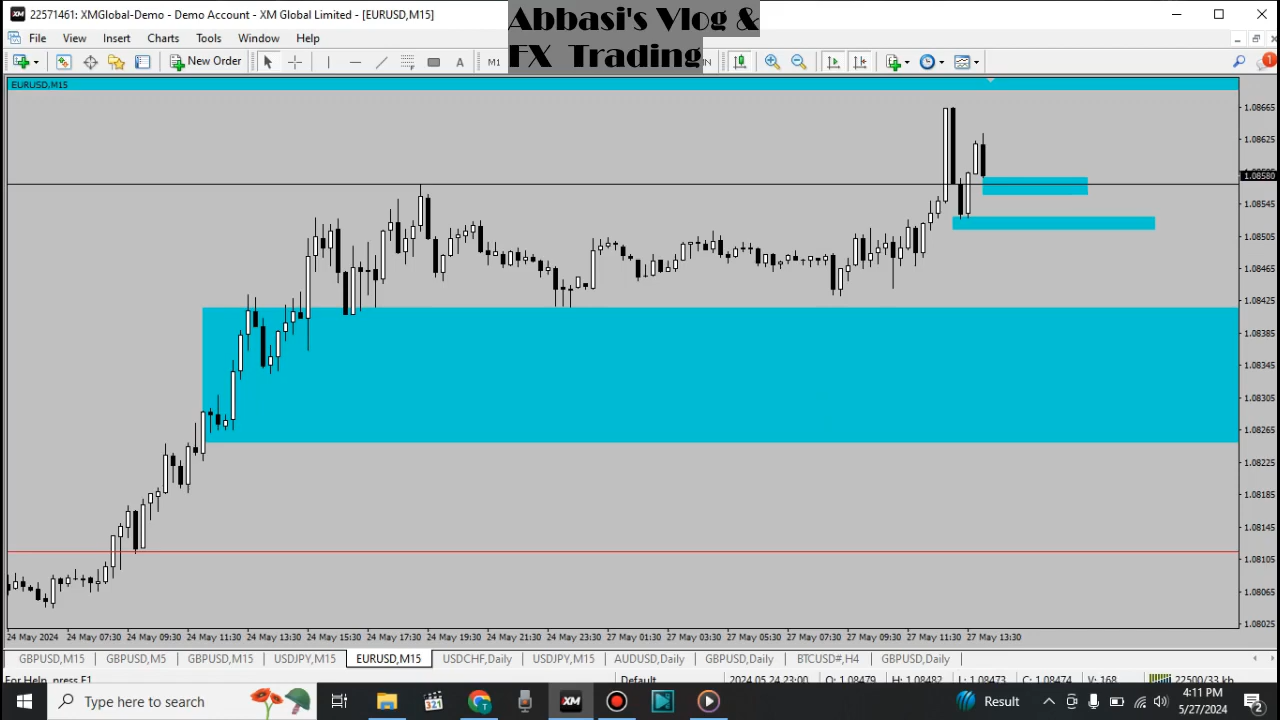 22571461: XMGlobal-Demo - Demo Account - XM Global Limited - [EURUSD,M15]
Abbasi's Vlog &
FX Trading
File View Insert Charts Tools Window Help
New Order
A
M1
EURUSD,M15
1.08665
1.08625
1.08580
1.08545
1.08505
1.08465
1.08425
1.08385
1.08345
1.08305
1.08265
1.08225
1.08185
1.08145
1.08105
1.08065
1.08025
24 May 2024 24 May 07:30 24 May 09:30 24 May 11:30 24 May 13:30 24 May 15:30 24 May 17:30 24 May 19:30 24 May 21:30 24 May 23:30 27 May 01:30 27 May 03:30 27 May 05:30 27 May 07:30 27 May 09:30 27 May 11:30 27 May 13:30
GBPUSD,M15 GBPUSD,M5 GBPUSD,M15 USDJPY,M15 EURUSD,M15 USDCHF,Daily USDJPY,M15 AUDUSD,Daily GBPUSD,Daily BTCUSD#,H4 GBPUSD,Daily
For Help, press F1 Default 2024.05.24 23:00 O: 1.08479 H: 1.08482 L: 1.08473 C: 1.08474 V: 168 22500/33 kb
Type here to search
Result
4:11 PM
5/27/2024
2